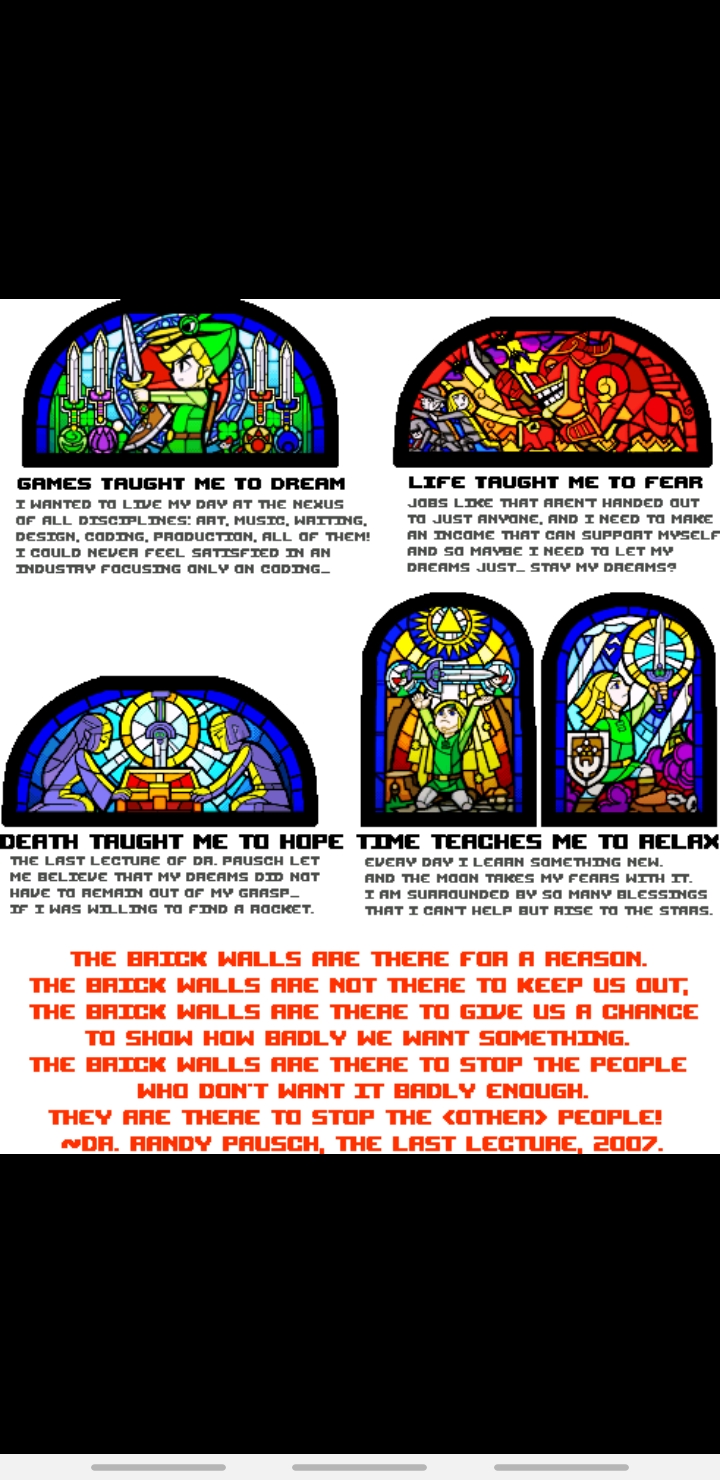 GAMES TAUGHT ME TO DREAM
I WANTED TO LIVE MY DAY AT THE NEXUS
OF ALL DISCIPLINES: ART, MUSIC, WRITING,
DESIGN, CODING, PRODUCTION, ALL OF THEM!
I COULD NEVER FEEL SATISFIED IN AN
INDUSTRY FOCUSING ONLY ON CODING...
LIFE TAUGHT ME TO FEAR
JOBS LIKE THAT AREN'T HANDED OUT
TO JUST ANYONE, AND I NEED TO MAKE
AN INCOME THAT CAN SUPPORT MYSELF
AND SO MAYBE I NEED TO LET MY
DREAMS JUST... STAY MY DREAMS?
DEATH TAUGHT ME TO HOPE
THE LAST LECTURE OF DR. PAUSCH LET
ME BELIEVE THAT MY DREAMS DID NOT
HAVE TO REMAIN OUT OF MY GRASP...
IF I WAS WILLING TO FIND A ROCKET.
TIME TEACHES ME TO RELAX
EVERY DAY I LEARN SOMETHING NEW.
AND THE MOON TAKES MY FEARS WITH IT.
I AM SURROUNDED BY SO MANY BLESSINGS
THAT I CAN'T HELP BUT RISE TO THE STARS.
THE BRICK WALLS ARE THERE FOR A REASON.
THE BRICK WALLS ARE NOT THERE TO KEEP US OUT;
THE BRICK WALLS ARE THERE TO GIVE US A CHANCE
TO SHOW HOW BADLY WE WANT SOMETHING.
THE BRICK WALLS ARE THERE TO STOP THE PEOPLE
WHO DON'T WANT IT BADLY ENOUGH.
THEY ARE THERE TO STOP THE <OTHER> PEOPLE!
~DR. RANDY PAUSCH, THE LAST LECTURE, 2007.